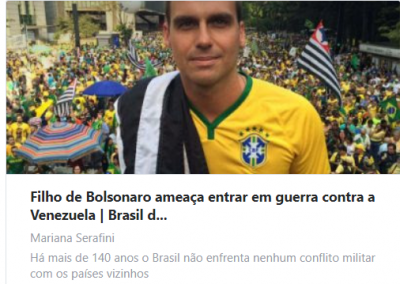 Filho de Bolsonaro ameaça entrar em guerra contra a
Venezuela | Brasil d...
Mariana Serafini
Há mais de 140 anos o Brasil não enfrenta nenhum conflito militar
com os países vizinhos